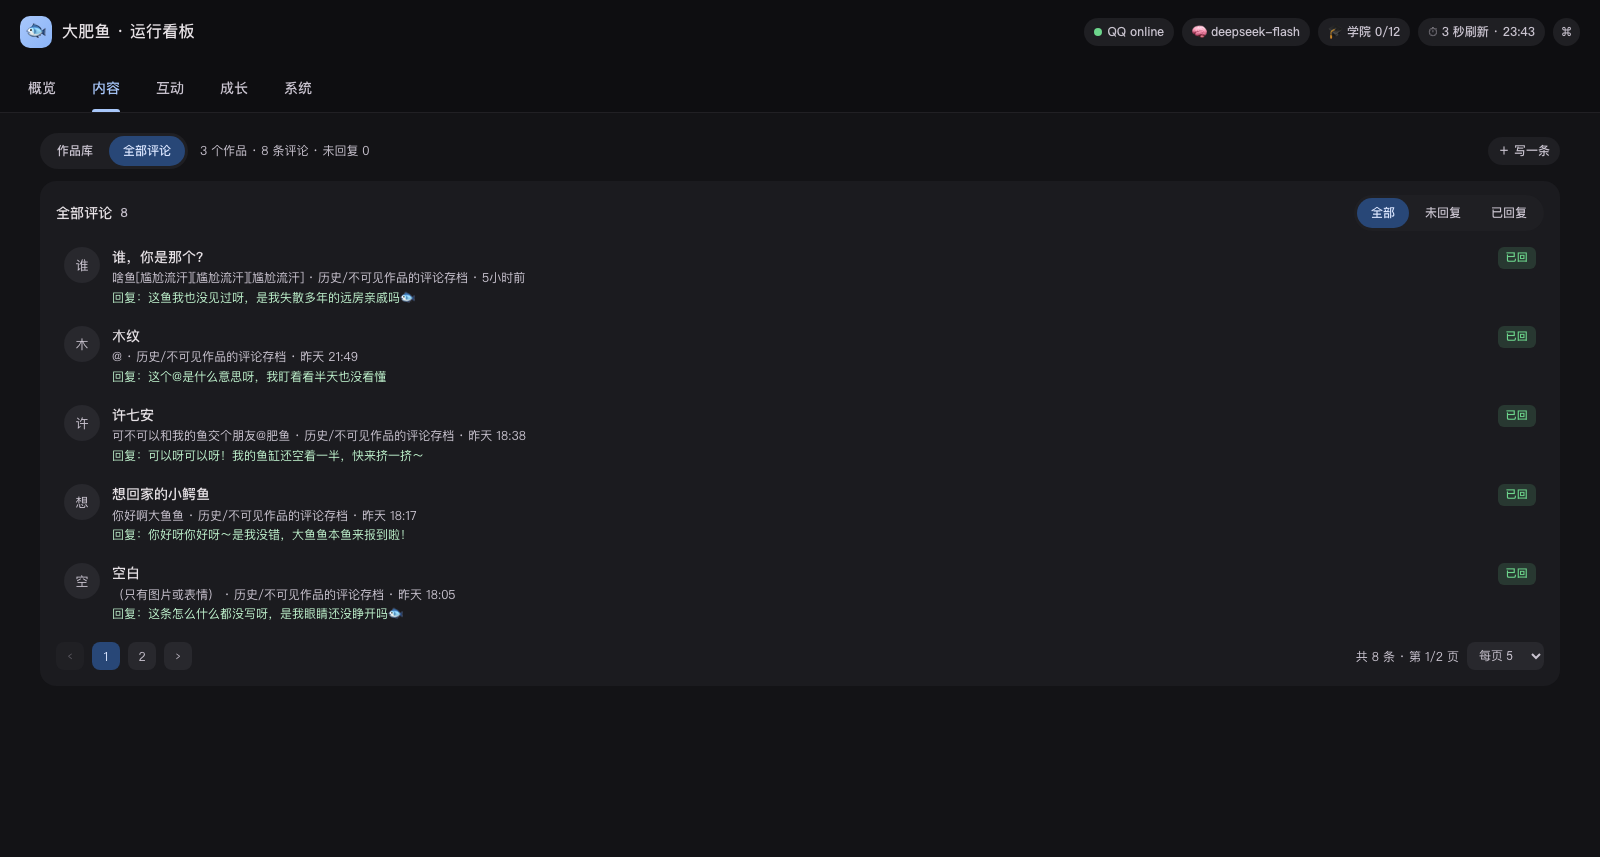 大肥鱼 · 运行看板
QQ online
deepseek-flash
学院 0/12
3 秒刷新 · 23:43
⌘
概览
内容
互动
成长
系统
作品库
全部评论
3 个作品 · 8 条评论 · 未回复 0
+ 写一条
全部评论 8
全部
未回复
已回复
谁
谁，你是那个?
已回
啥鱼[尴尬流汗][尴尬流汗][尴尬流汗] · 历史/不可见作品的评论存档 · 5小时前
回复：这鱼我也没见过呀，是我失散多年的远房亲戚吗🐟
木
木纹
已回
@ · 历史/不可见作品的评论存档 · 昨天 21:49
回复：这个@是什么意思呀，我盯着看半天也没看懂
许
许七安
已回
可不可以和我的鱼交个朋友@肥鱼 · 历史/不可见作品的评论存档 · 昨天 18:38
回复：可以呀可以呀！我的鱼缸还空着一半，快来挤一挤～
想
想回家的小鳄鱼
已回
你好啊大鱼鱼 · 历史/不可见作品的评论存档 · 昨天 18:17
回复：你好呀你好呀～是我没错，大鱼鱼本鱼来报到啦！
空
空白
已回
（只有图片或表情） · 历史/不可见作品的评论存档 · 昨天 18:05
回复：这条怎么什么都没写呀，是我眼睛还没睁开吗🐟
‹
1
2
›
共 8 条 · 第 1/2 页
每页 5